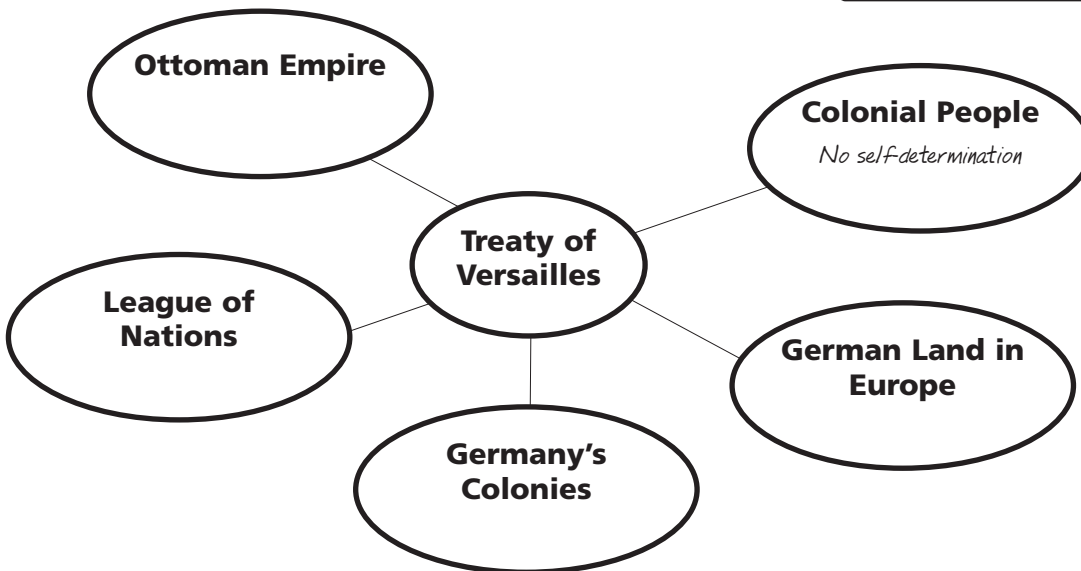 Ottoman Empire
Colonial People
No self-determination
Treaty of
Versailles
League of
Nations
German Land in
Europe
Germany's
Colonies